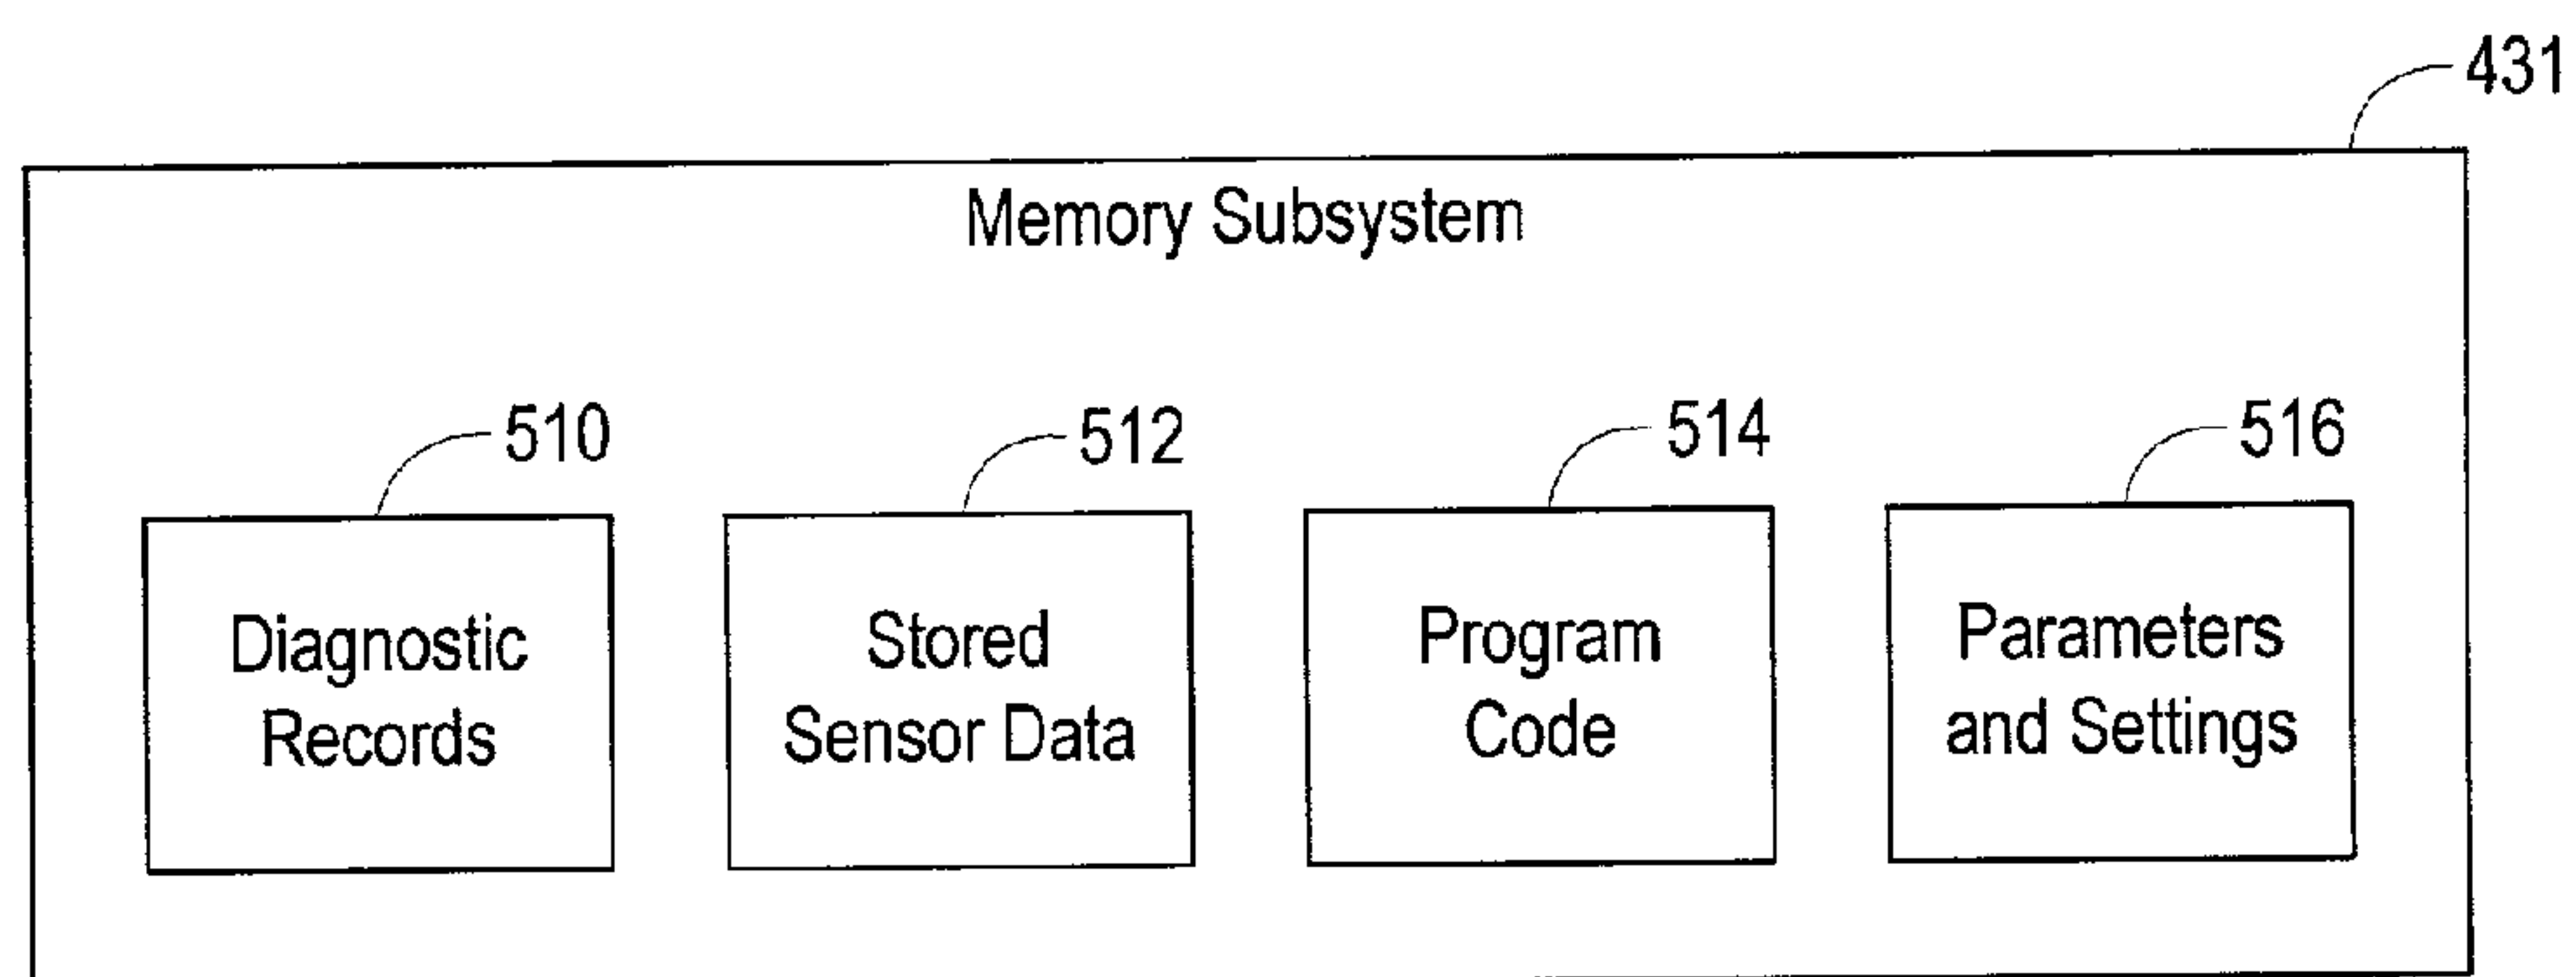 431
Memory Subsystem
510
512
514
516
Diagnostic
Records
Stored
Sensor Data
Program
Code
Parameters
and Settings